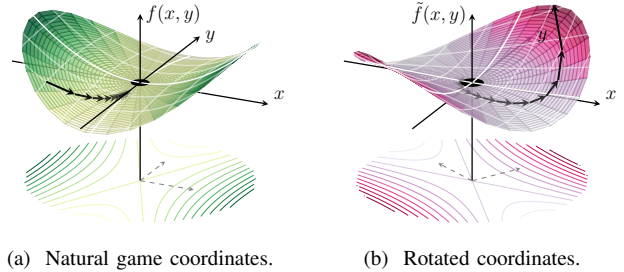 f(x, y)
y
x
f̃(x, y)
y
x
(a) Natural game coordinates.
(b) Rotated coordinates.